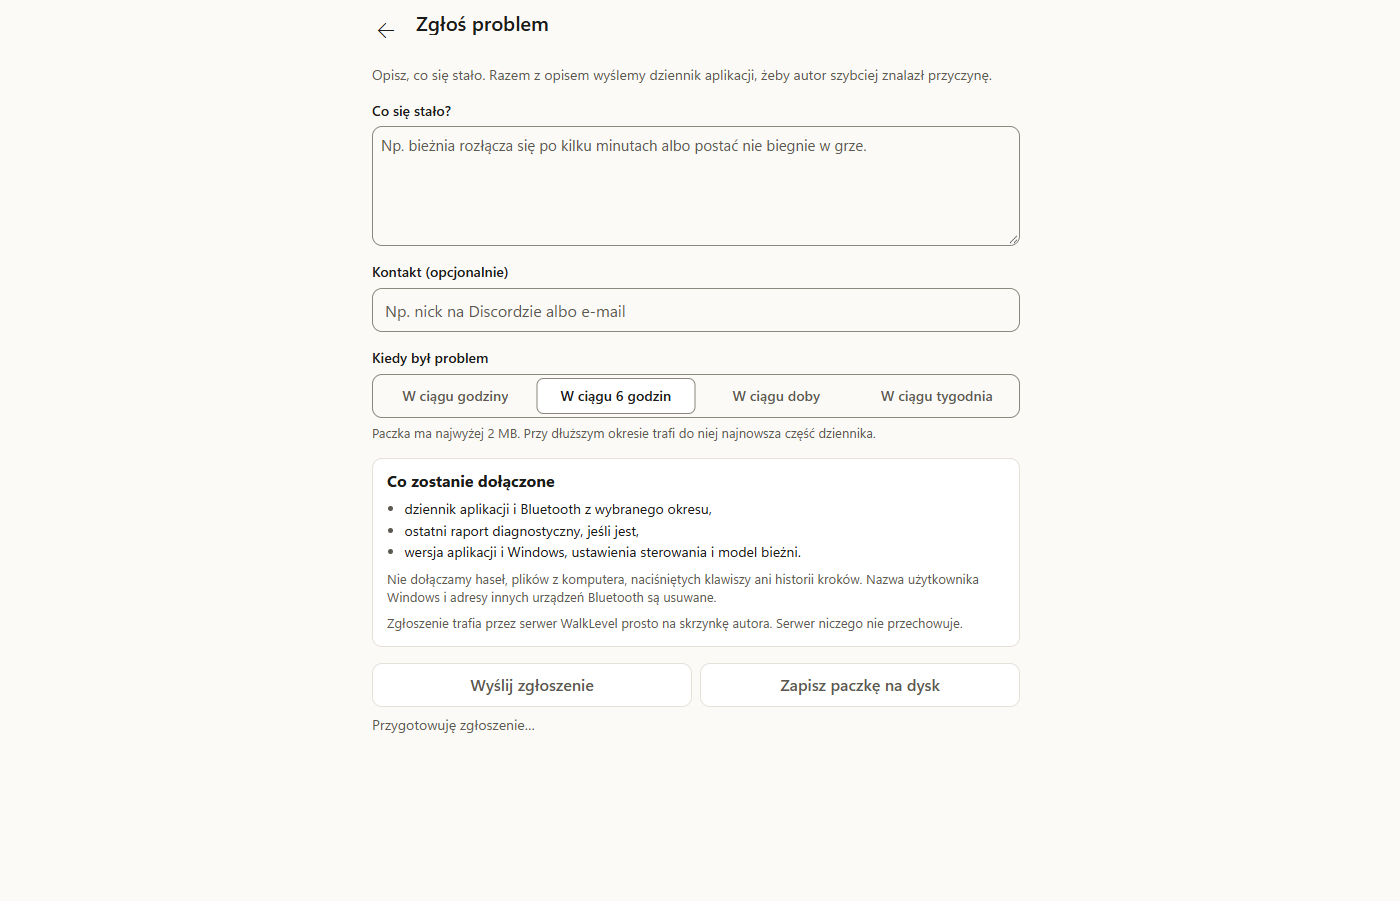 Zgłoś problem
Opisz, co się stało. Razem z opisem wyślemy dziennik aplikacji, żeby autor szybciej znalazł przyczynę.
Co się stało?
Np. bieżnia rozłącza się po kilku minutach albo postać nie biegnie w grze.
Kontakt (opcjonalnie)
Np. nick na Discordzie albo e-mail
Kiedy był problem
W ciągu godziny W ciągu 6 godzin W ciągu doby W ciągu tygodnia
Paczka ma najwyżej 2 MB. Przy dłuższym okresie trafi do niej najnowsza część dziennika.
Co zostanie dołączone
• dziennik aplikacji i Bluetooth z wybranego okresu,
• ostatni raport diagnostyczny, jeśli jest,
• wersja aplikacji i Windows, ustawienia sterowania i model bieżni.
Nie dołączamy haseł, plików z komputera, naciśniętych klawiszy ani historii kroków. Nazwa użytkownika
Windows i adresy innych urządzeń Bluetooth są usuwane.
Zgłoszenie trafia przez serwer WalkLevel prosto na skrzynkę autora. Serwer niczego nie przechowuje.
Wyślij zgłoszenie Zapisz paczkę na dysk
Przygotowuję zgłoszenie...